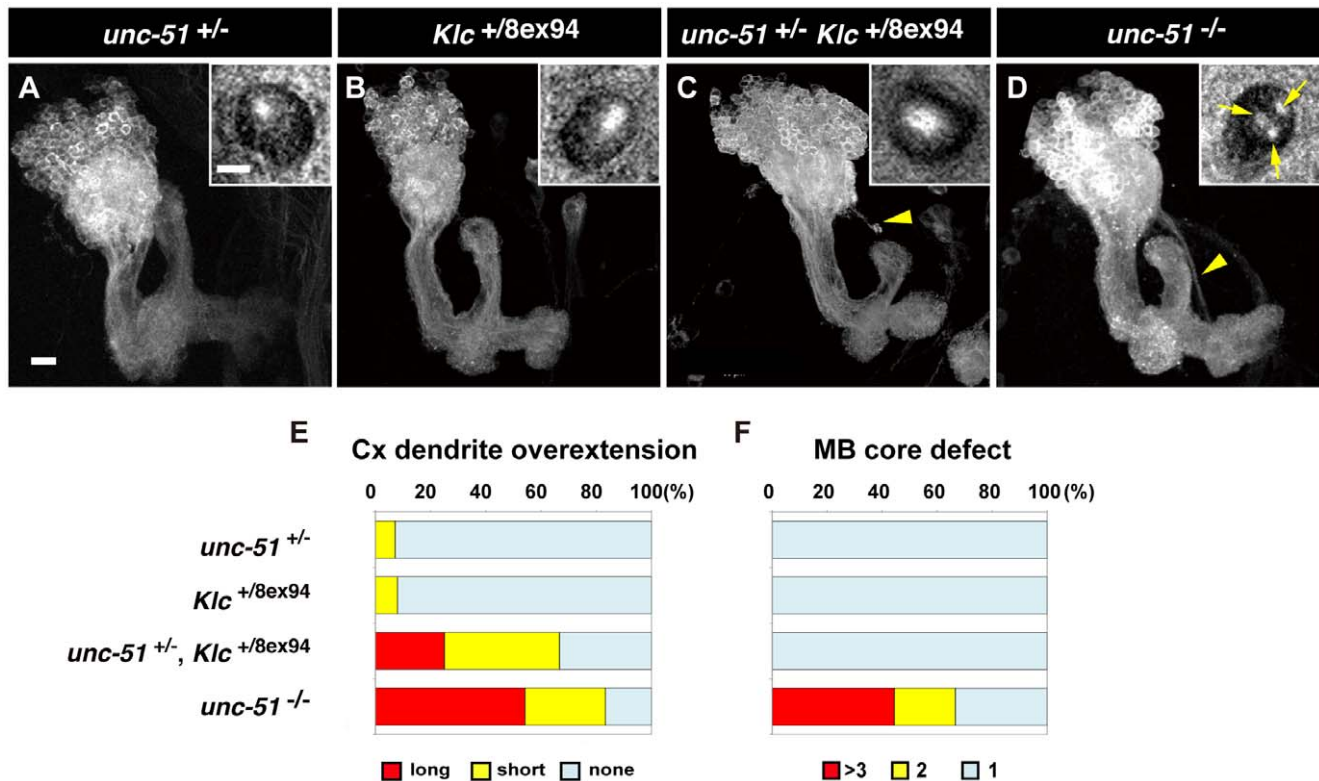 unc-51 +/-
Klc +/8ex94
unc-51 +/- Klc +/8ex94
unc-51 -/-
A
B
C
D
E
Cx dendrite overextension
0 20 40 60 80 100(%)
unc-51 +/-
Klc +/8ex94
unc-51 +/-, Klc +/8ex94
unc-51 -/-
long short none
F
MB core defect
0 20 40 60 80 100(%)
>3 2 1